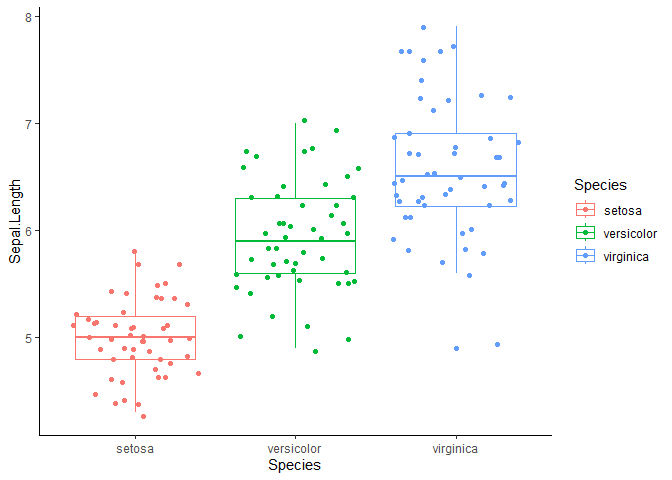 8
7
6
5
Sepal.Length
setosa
versicolor
virginica
Species
Species
setosa
versicolor
virginica